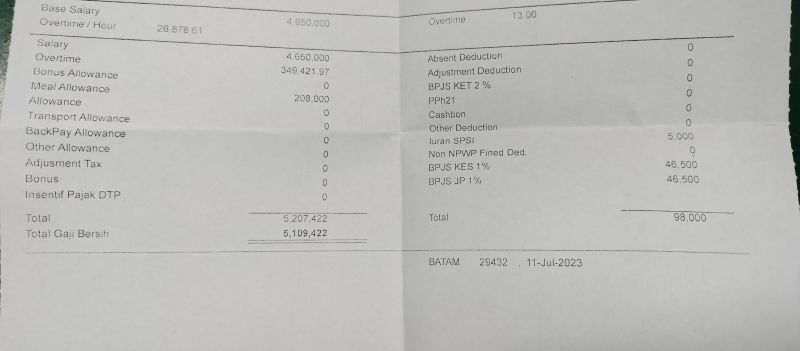 Base Salary 4,650,000
Overtime / Hour 26,878.61
Overtime 13.00
Salary 4,650,000
Overtime 349,421.97
Bonus Allowance 0
Meal Allowance 208,000
Allowance 0
Transport Allowance 0
BackPay Allowance 0
Other Allowance 0
Adjusment Tax 0
Bonus 0
Insentif Pajak DTP
Total 5,207,422
Total Gaji Bersih 5,109,422
Absent Deduction 0
Adjustment Deduction 0
BPJS KET 2 % 0
PPh21 0
Cashbon 0
Other Deduction 0
Iuran SPSI 5,000
Non NPWP Fined Ded. 0
BPJS KES 1% 46,500
BPJS JP 1% 46,500
Total 98,000
BATAM 29432 , 11-Jul-2023